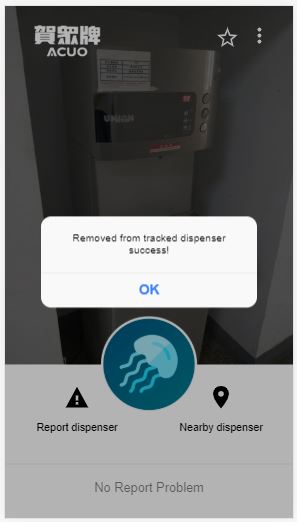 賀眾牌
ACUO
UNION
Removed from tracked dispenser
success!
OK
Report dispenser
Nearby dispenser
No Report Problem